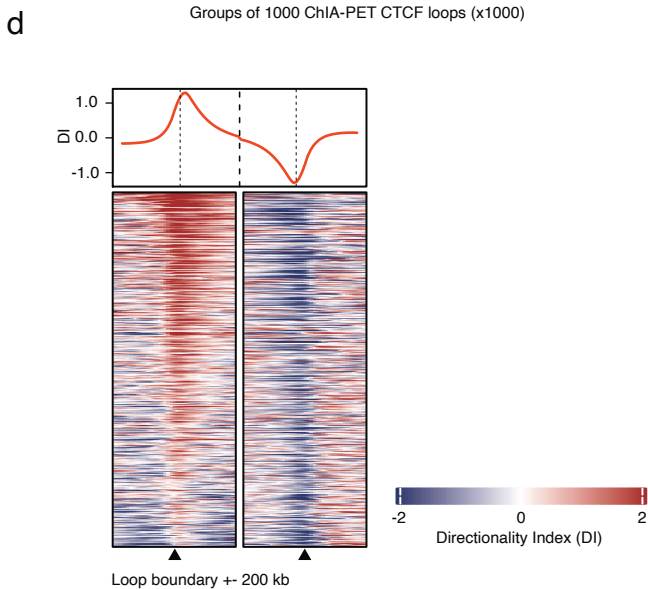 d
Groups of 1000 ChIA-PET CTCF loops (x1000)
1.0
DI
0.0
-1.0
-2
0
2
Directionality Index (DI)
Loop boundary +- 200 kb